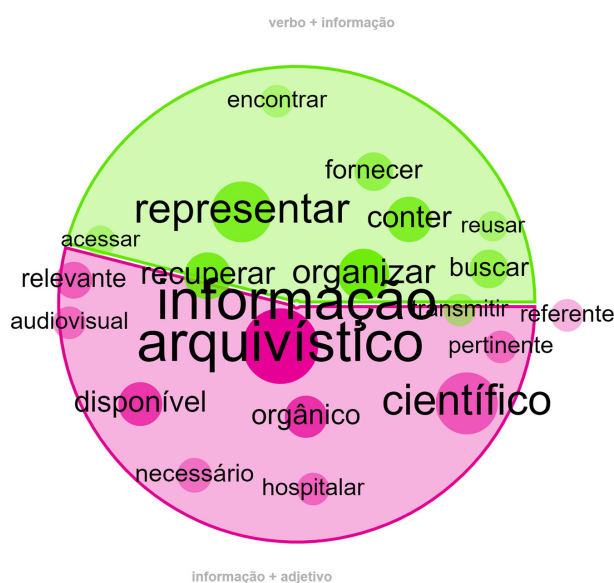 verbo + informação
encontrar
fornecer
representar
conter
reusar
acessar
recuperar
organizar
buscar
relevante
informação
transmitir
referente
audiovisual
arquivístico
pertinente
disponível
orgânico
científico
necessário
hospitalar
informação + adjetivo